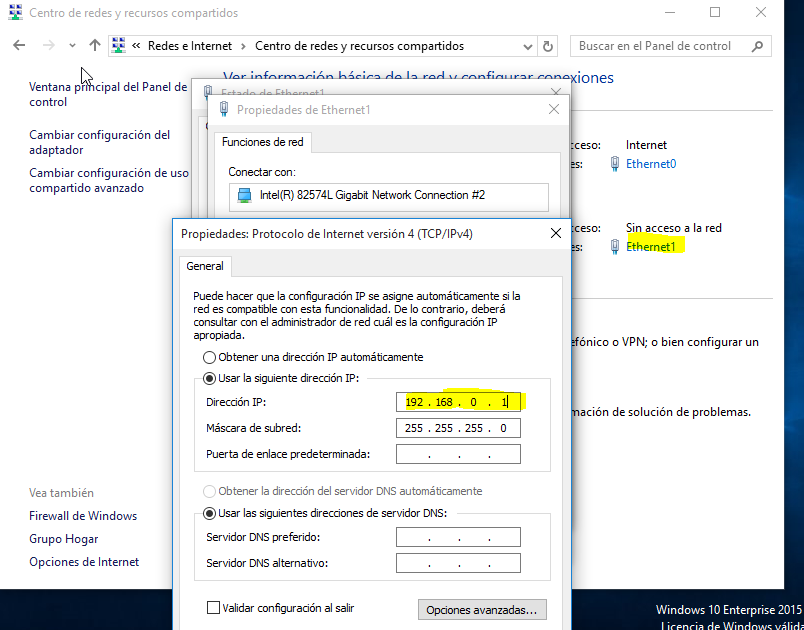 Centro de redes y recursos compartidos
« Redes e Internet > Centro de redes y recursos compartidos
Buscar en el Panel de control
Ventana principal del Panel de
control
Cambiar configuración del
adaptador
Cambiar configuración de uso
compartido avanzado
Ver información básica de la red y configurar conexiones
Estado de Ethernet1
Propiedades de Ethernet1
Funciones de red
Conectar con:
Intel(R) 82574L Gigabit Network Connection #2
cceso: Internet
es: Ethernet0
cceso: Sin acceso a la red
es: Ethernet1
efónico o VPN; o bien configurar un
mación de solución de problemas.
Propiedades: Protocolo de Internet versión 4 (TCP/IPv4)
General
Puede hacer que la configuración IP se asigne automáticamente si la
red es compatible con esta funcionalidad. De lo contrario, deberá
consultar con el administrador de red cuál es la configuración IP
apropiada.
Obtener una dirección IP automáticamente
Usar la siguiente dirección IP:
Dirección IP: 192 . 168 . 0 . 1
Máscara de subred: 255 . 255 . 255 . 0
Puerta de enlace predeterminada: . . .
Obtener la dirección del servidor DNS automáticamente
Usar las siguientes direcciones de servidor DNS:
Servidor DNS preferido: . . .
Servidor DNS alternativo: . . .
Validar configuración al salir
Opciones avanzadas...
Vea también
Firewall de Windows
Grupo Hogar
Opciones de Internet
Windows 10 Enterprise 2015
Licencia de Windows válida